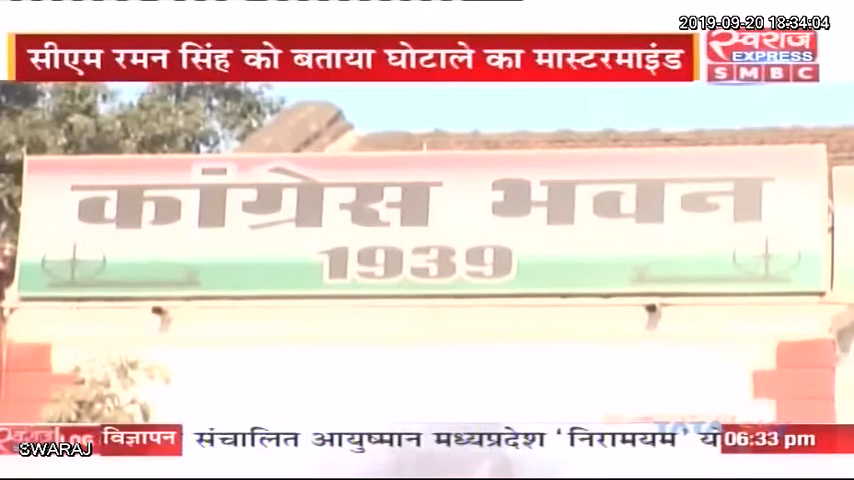 2019-09-20 18:34:04
सीएम रमन सिंह को बताया घोटाले का मास्टरमाइंड
स्वराज
EXPRESS
SMBC
कांग्रेस भवन
1939
SWARAJ
विज्ञापन संचालित आयुष्मान मध्यप्रदेश 'निरामयम' 06:33 pm